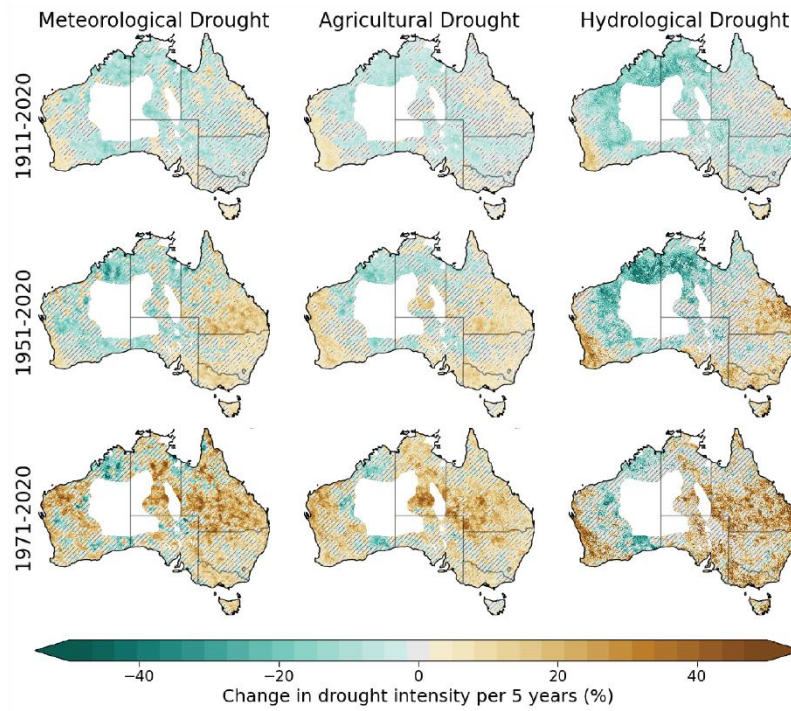 Meteorological Drought
Agricultural Drought
Hydrological Drought
1911-2020
1951-2020
1971-2020
−40
−20
0
20
40
Change in drought intensity per 5 years (%)